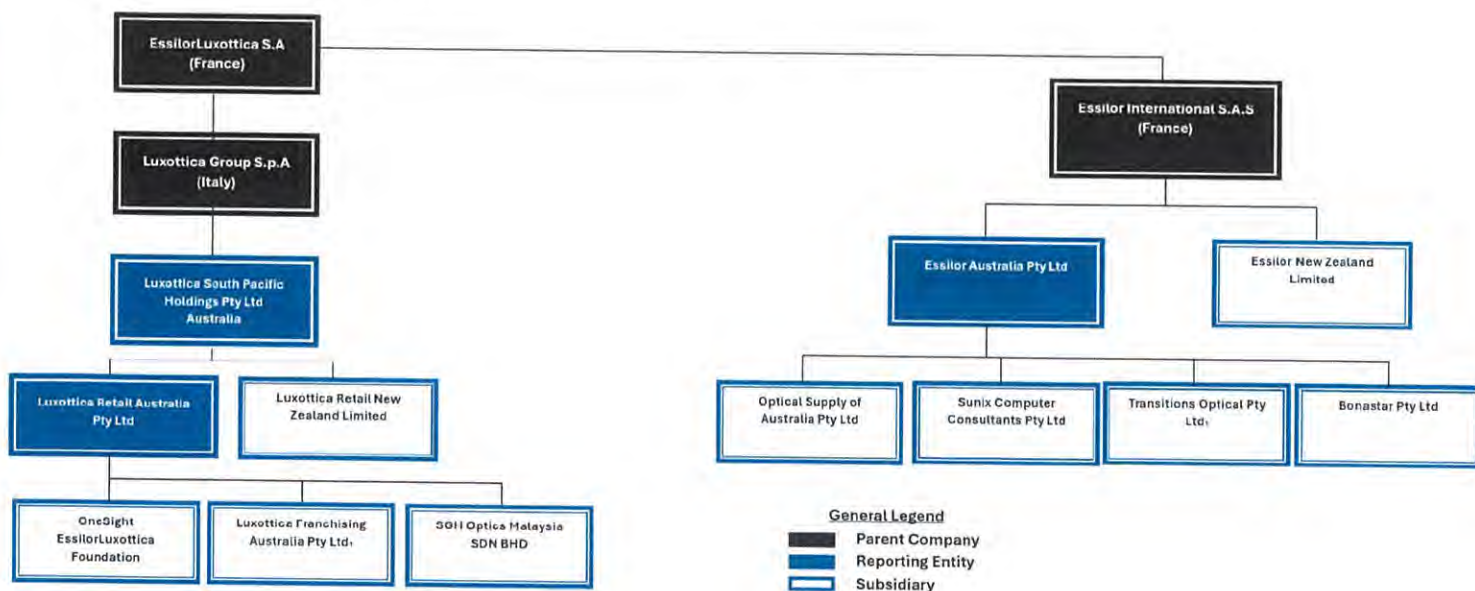 EssilorLuxottica S.A
(France)
Essilor International S.A.S
(France)
Luxottica Group S.p.A
(Italy)
Luxottica South Pacific
Holdings Pty Ltd
Australia
Essilor Australia Pty Ltd
Essilor New Zealand
Limited
Luxottica Retail Australia
Pty Ltd
Luxottica Retail New
Zealand Limited
Optical Supply of
Australia Pty Ltd
Sunix Computer
Consultants Pty Ltd
Transitions Optical Pty
Ltd₁
Bonastar Pty Ltd
OneSight
EssilorLuxottica
Foundation
Luxottica Franchising
Australia Pty Ltd₁
SGH Optics Malaysia
SDN BHD
General Legend
Parent Company
Reporting Entity
Subsidiary